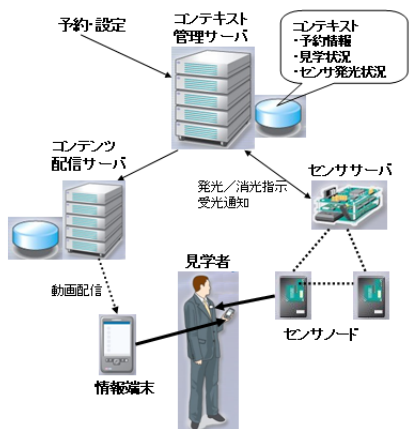 予約・設定
コンテキスト
管理サーバ
コンテキスト
・予約情報
・見学状況
・センサ発光状況
コンテンツ
配信サーバ
センササーバ
発光／消光指示
受光通知
見学者
動画配信
センサノード
情報端末